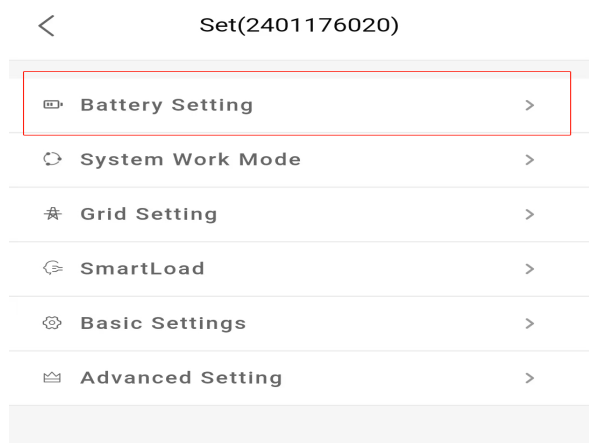 Set(2401176020)
Battery Setting
System Work Mode
Grid Setting
SmartLoad
Basic Settings
Advanced Setting